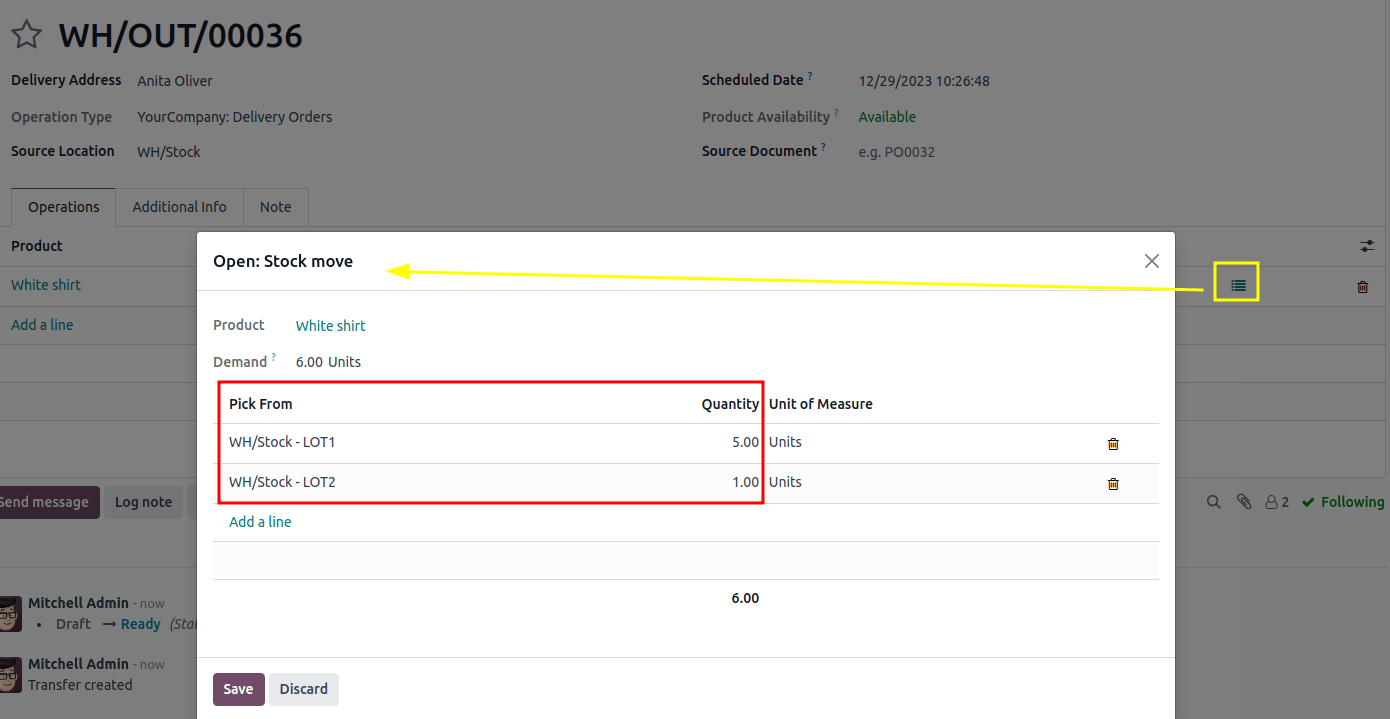 WH/OUT/00036
Delivery Address Anita Oliver
Scheduled Date ? 12/29/2023 10:26:48
Operation Type YourCompany: Delivery Orders
Product Availability ? Available
Source Location WH/Stock
Source Document ? e.g. PO0032
Operations Additional Info Note
Product
White shirt
Add a line
Open: Stock move
Product White shirt
Demand ? 6.00 Units
Pick From Quantity Unit of Measure
WH/Stock - LOT1 5.00 Units
WH/Stock - LOT2 1.00 Units
Add a line
6.00
Save Discard
Send message Log note
2 Following
Mitchell Admin - now
• Draft → Ready (Stat
Mitchell Admin - now
Transfer created